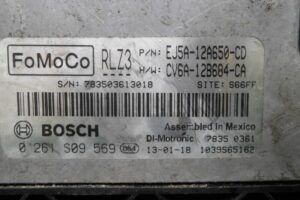 FoMoCo RLZ3 P/N: EJ5A-12A650-CD
H/W: CV6A-12B684-CA
S/N: 783503613018 SITE: S66FF
BOSCH Assembled in Mexico
DI-Motronic 7835 0361
0 261 S09 569 13-01-18 1039S65162